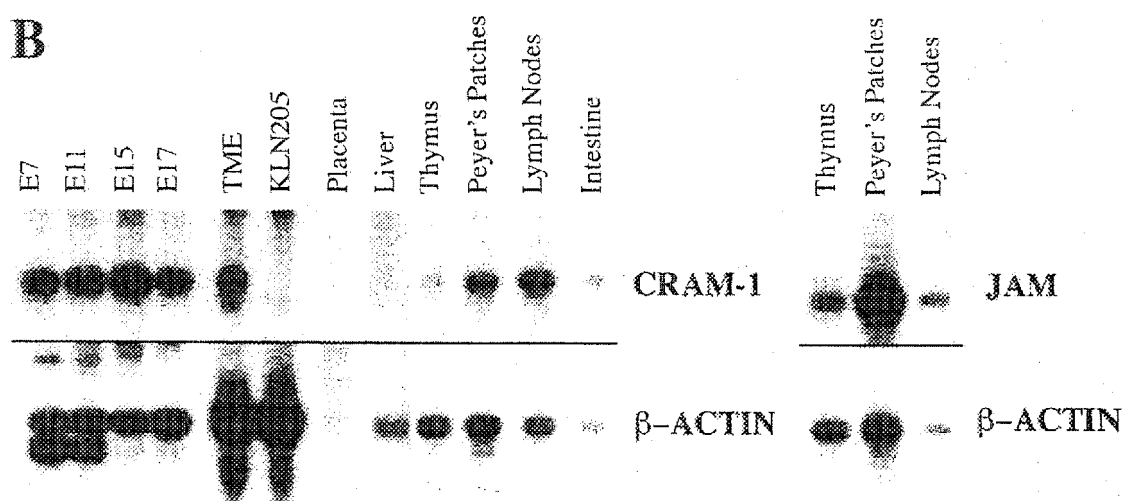 B
E7
E11
E15
E17
TME
KLN205
Placenta
Liver
Thymus
Peyer's Patches
Lymph Nodes
Intestine
Thymus
Peyer's Patches
Lymph Nodes
CRAM-1
JAM
β-ACTIN
β-ACTIN